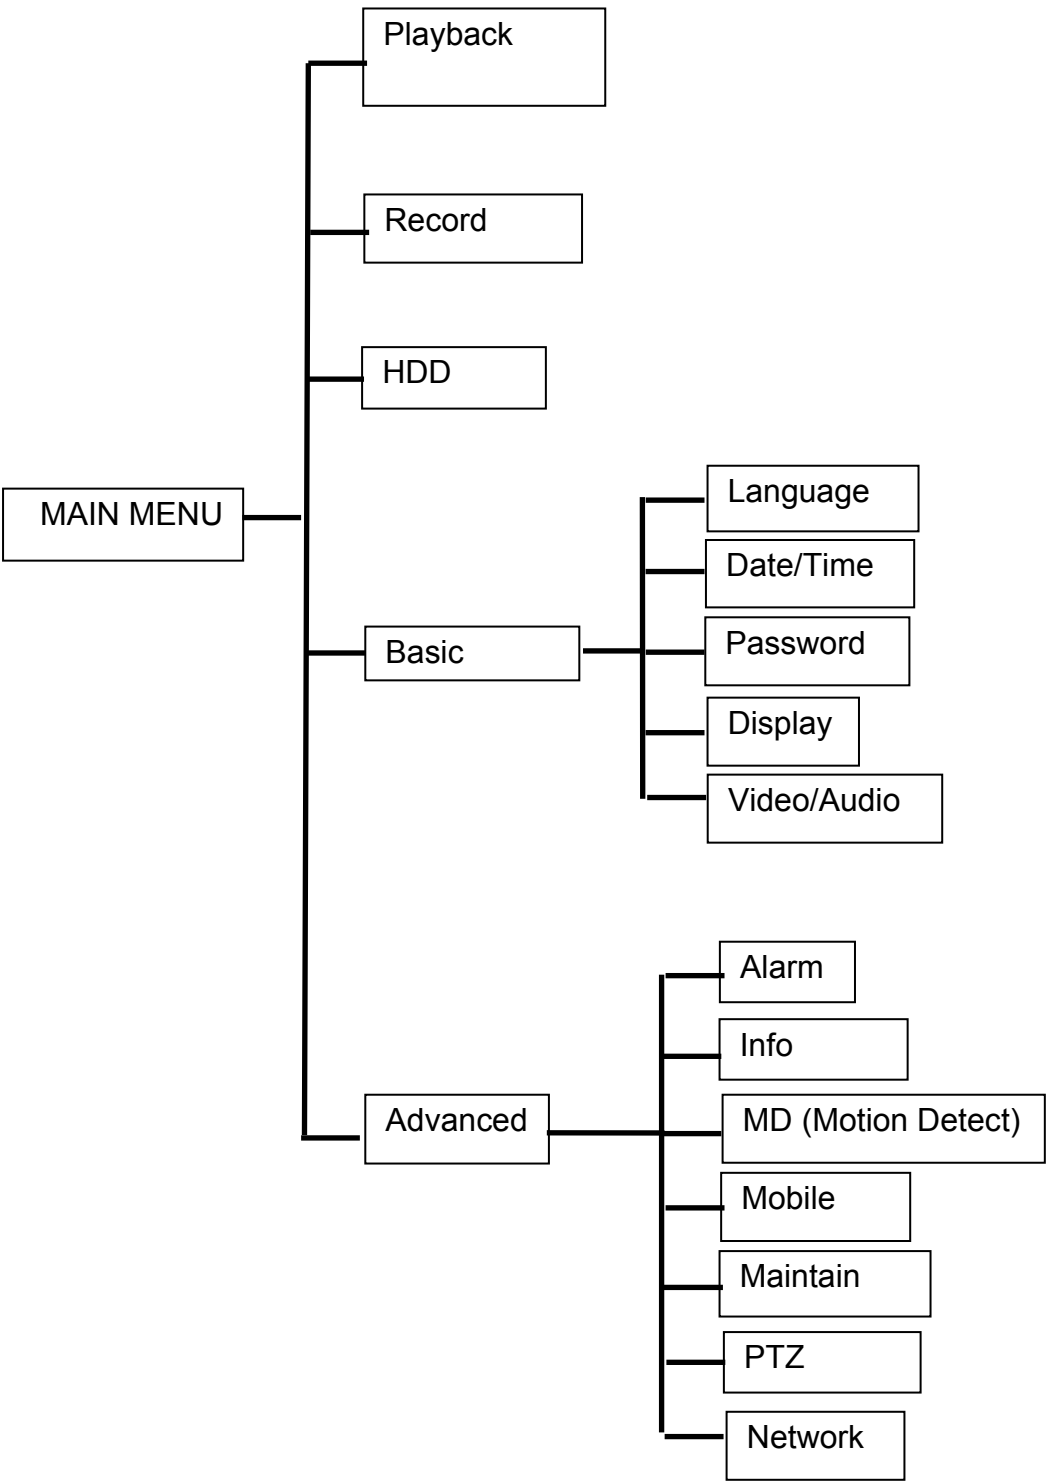 Playback
Record
HDD
MAIN MENU
Language
Date/Time
Password
Basic
Display
Video/Audio
Alarm
Info
Advanced
MD (Motion Detect)
Mobile
Maintain
PTZ
Network